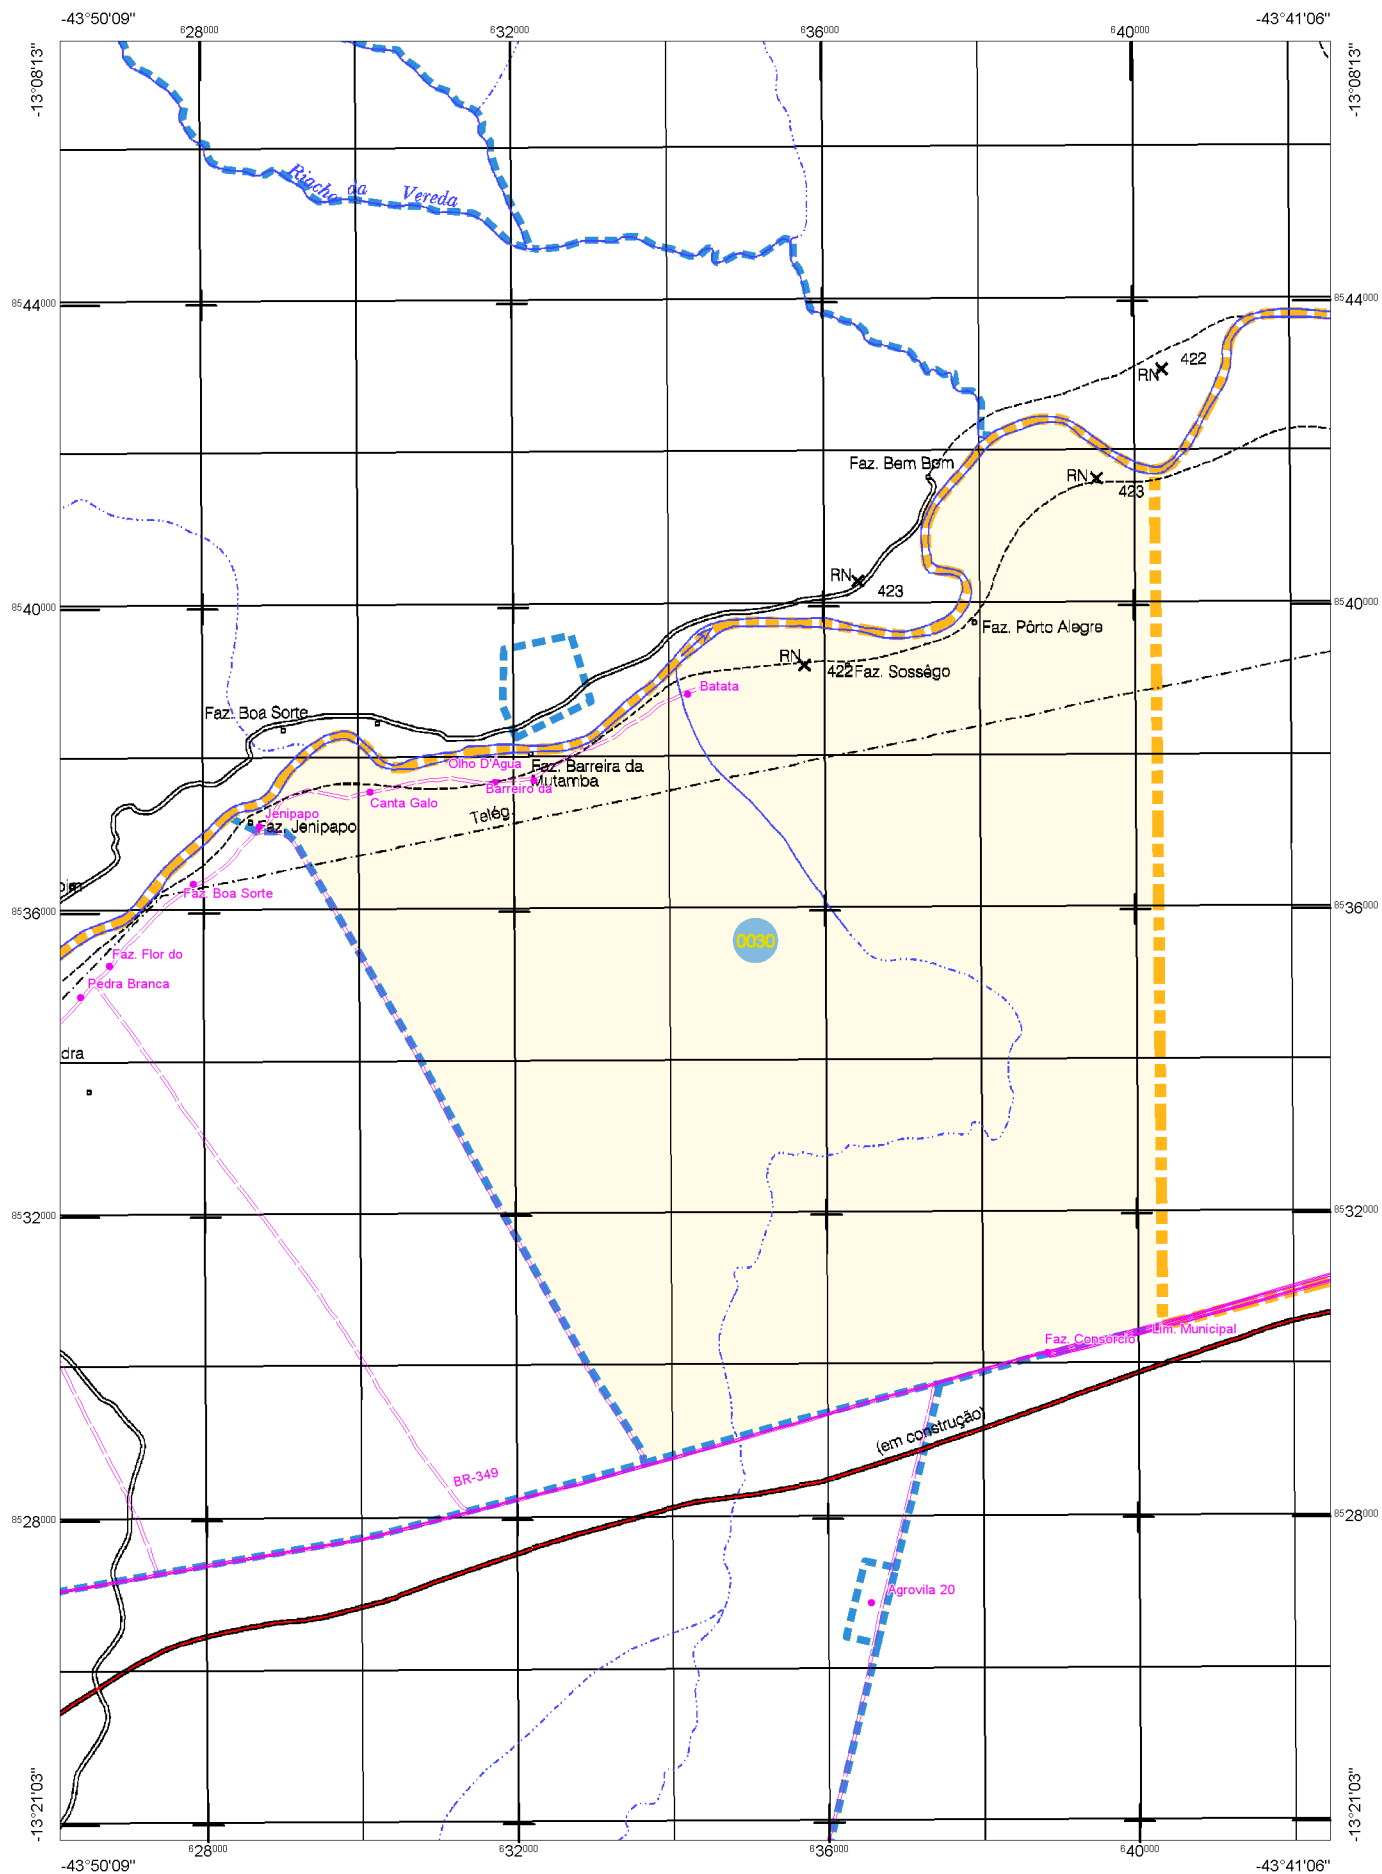 -43°50'09"
-43°41'06"
628000
632000
636000
640000
-13°08'13"
-13°08'13"
Riacho da Vereda
8544000
8544000
422
RN
Faz. Bem Bom
RN
423
RN
423
8540000
8540000
Faz. Pôrto Alegre
RN
422 Faz. Sossêgo
Batata
Faz. Boa Sorte
Olho D'Agua
Faz. Barreira da
Mutamba
Barreiro da
Canta Galo
Jenipapo
Faz. Jenipapo
Telég.
Faz. Boa Sorte
8536000
8536000
0030
Faz. Flor do
Pedra Branca
dra
8532000
8532000
Faz. Consorcio
Lim. Municipal
(em construção)
BR-349
8528000
8528000
Agrovila 20
-13°21'03"
-13°21'03"
628000
632000
636000
640000
-43°50'09"
-43°41'06"